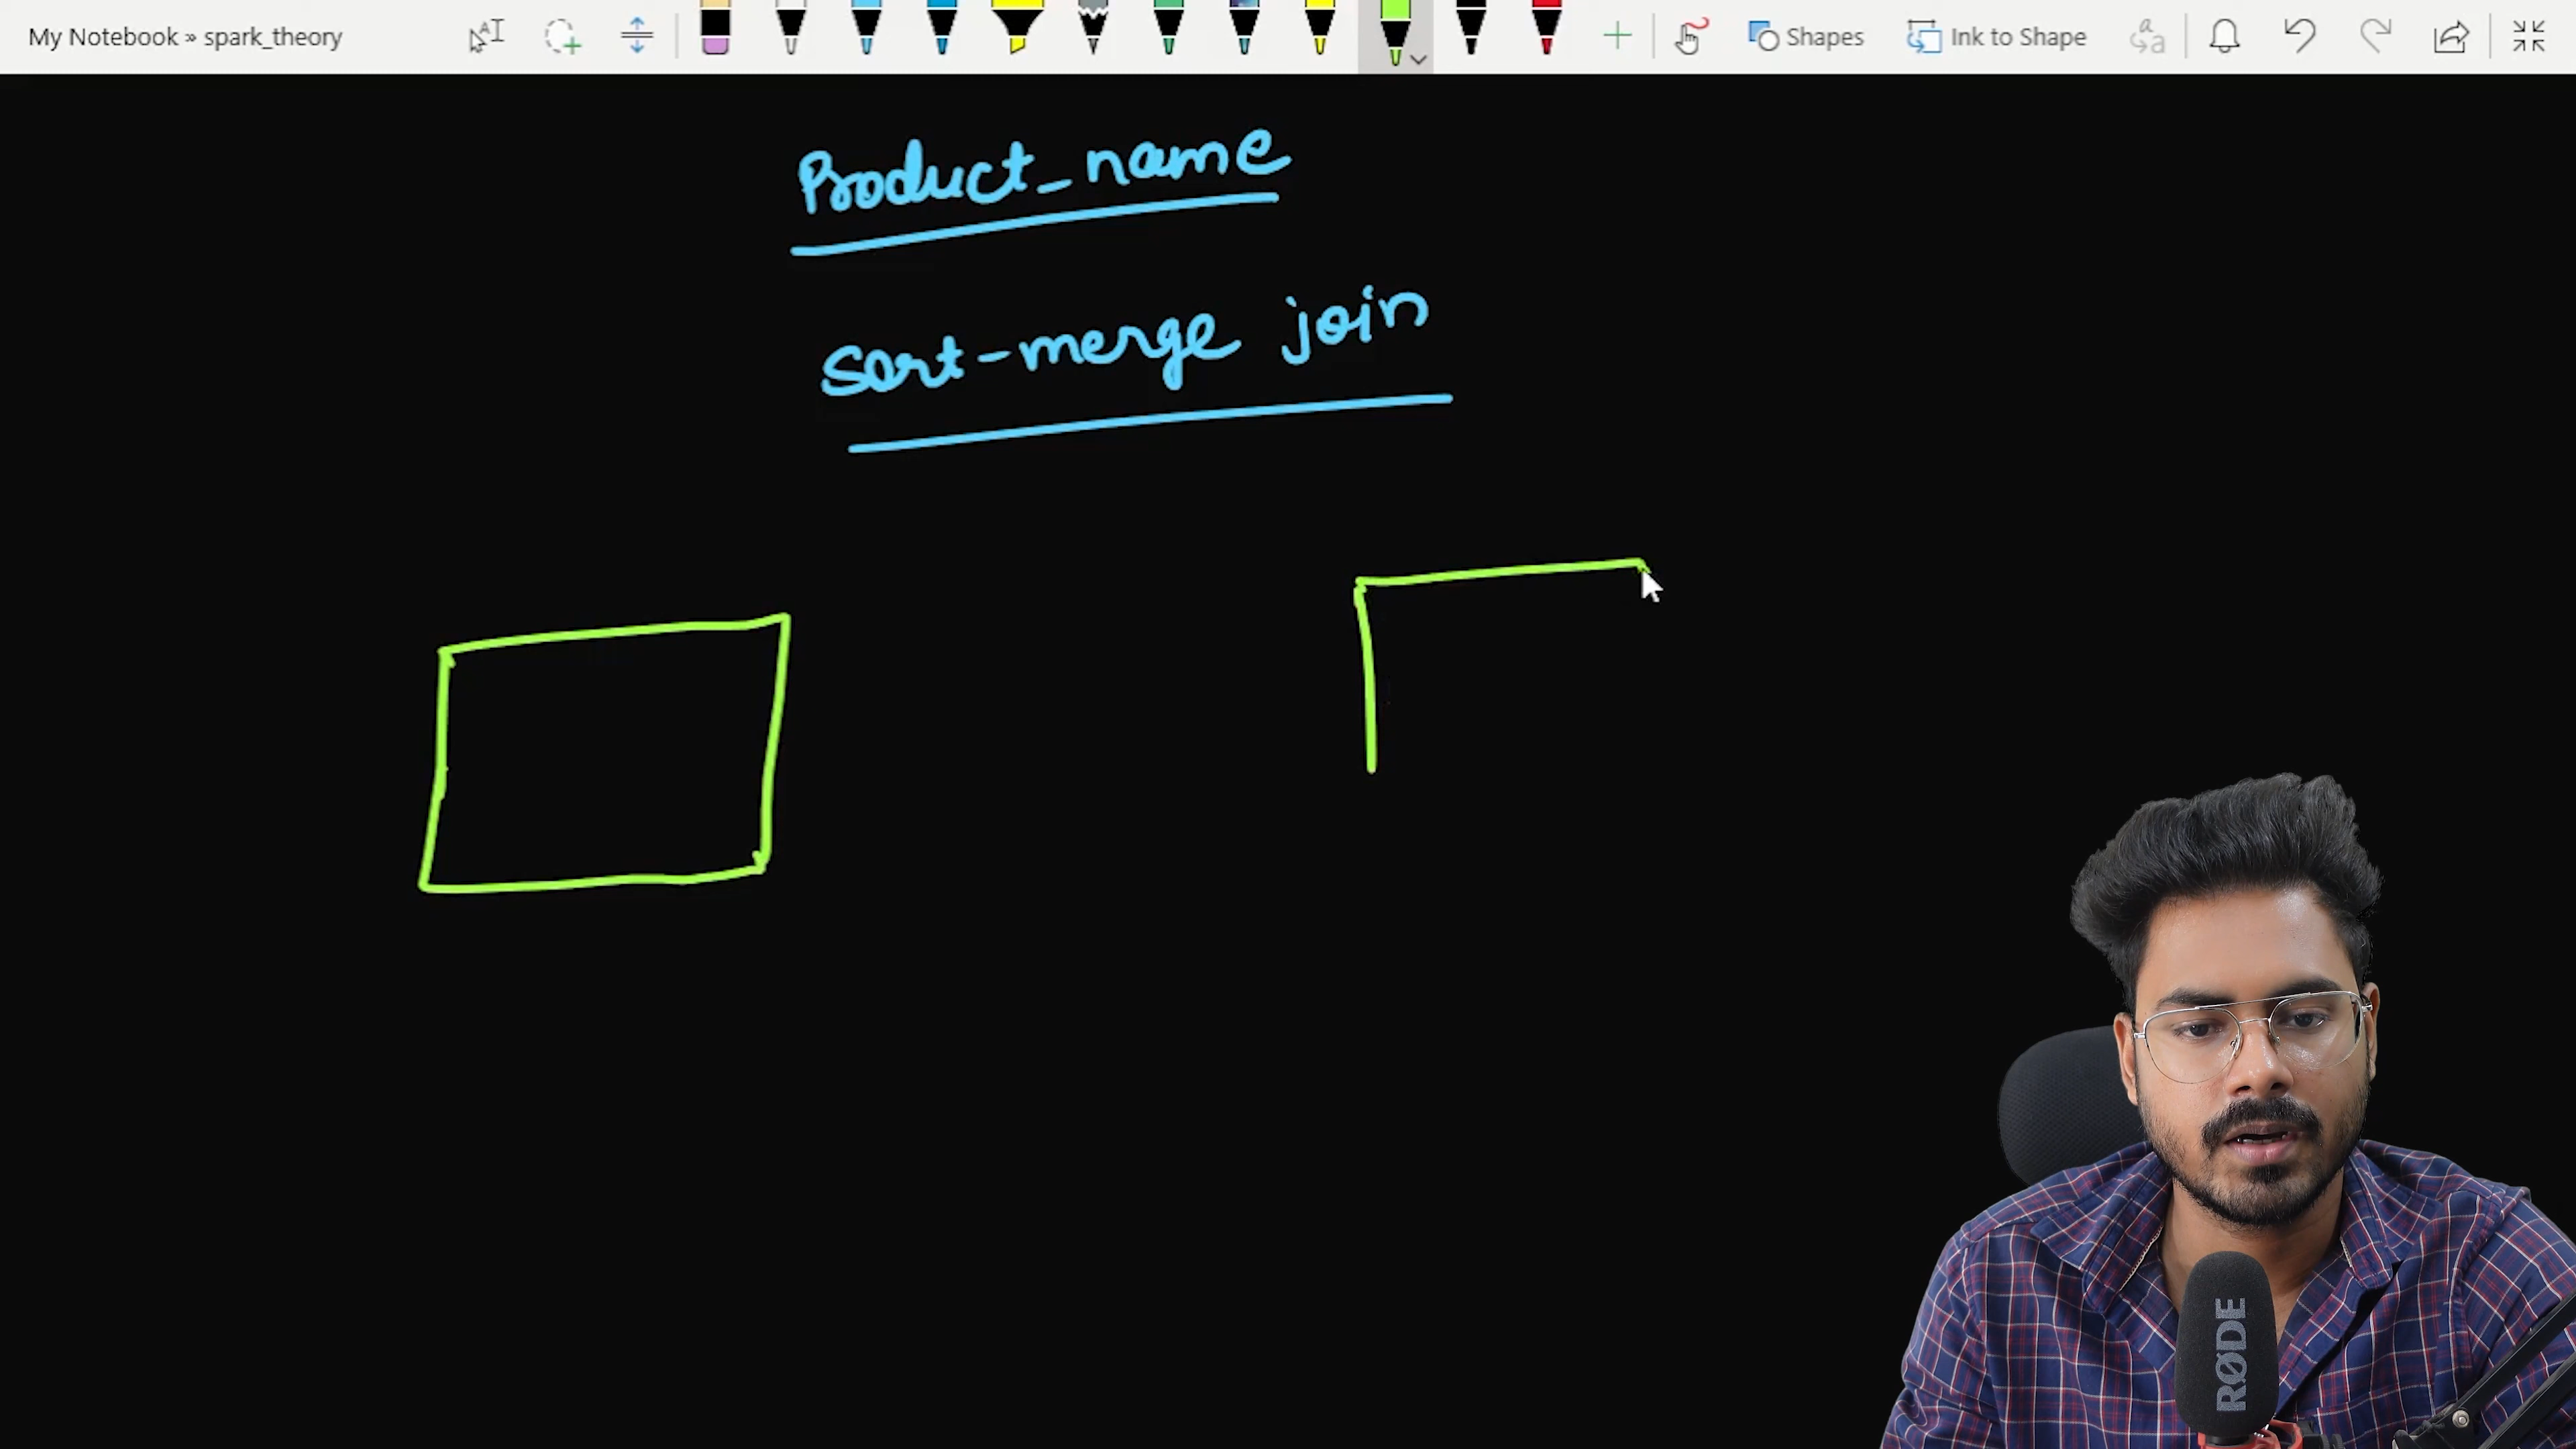 My Notebook » spark_theory
Shapes
Ink to Shape
Product_name
Sort-merge join
RØDE